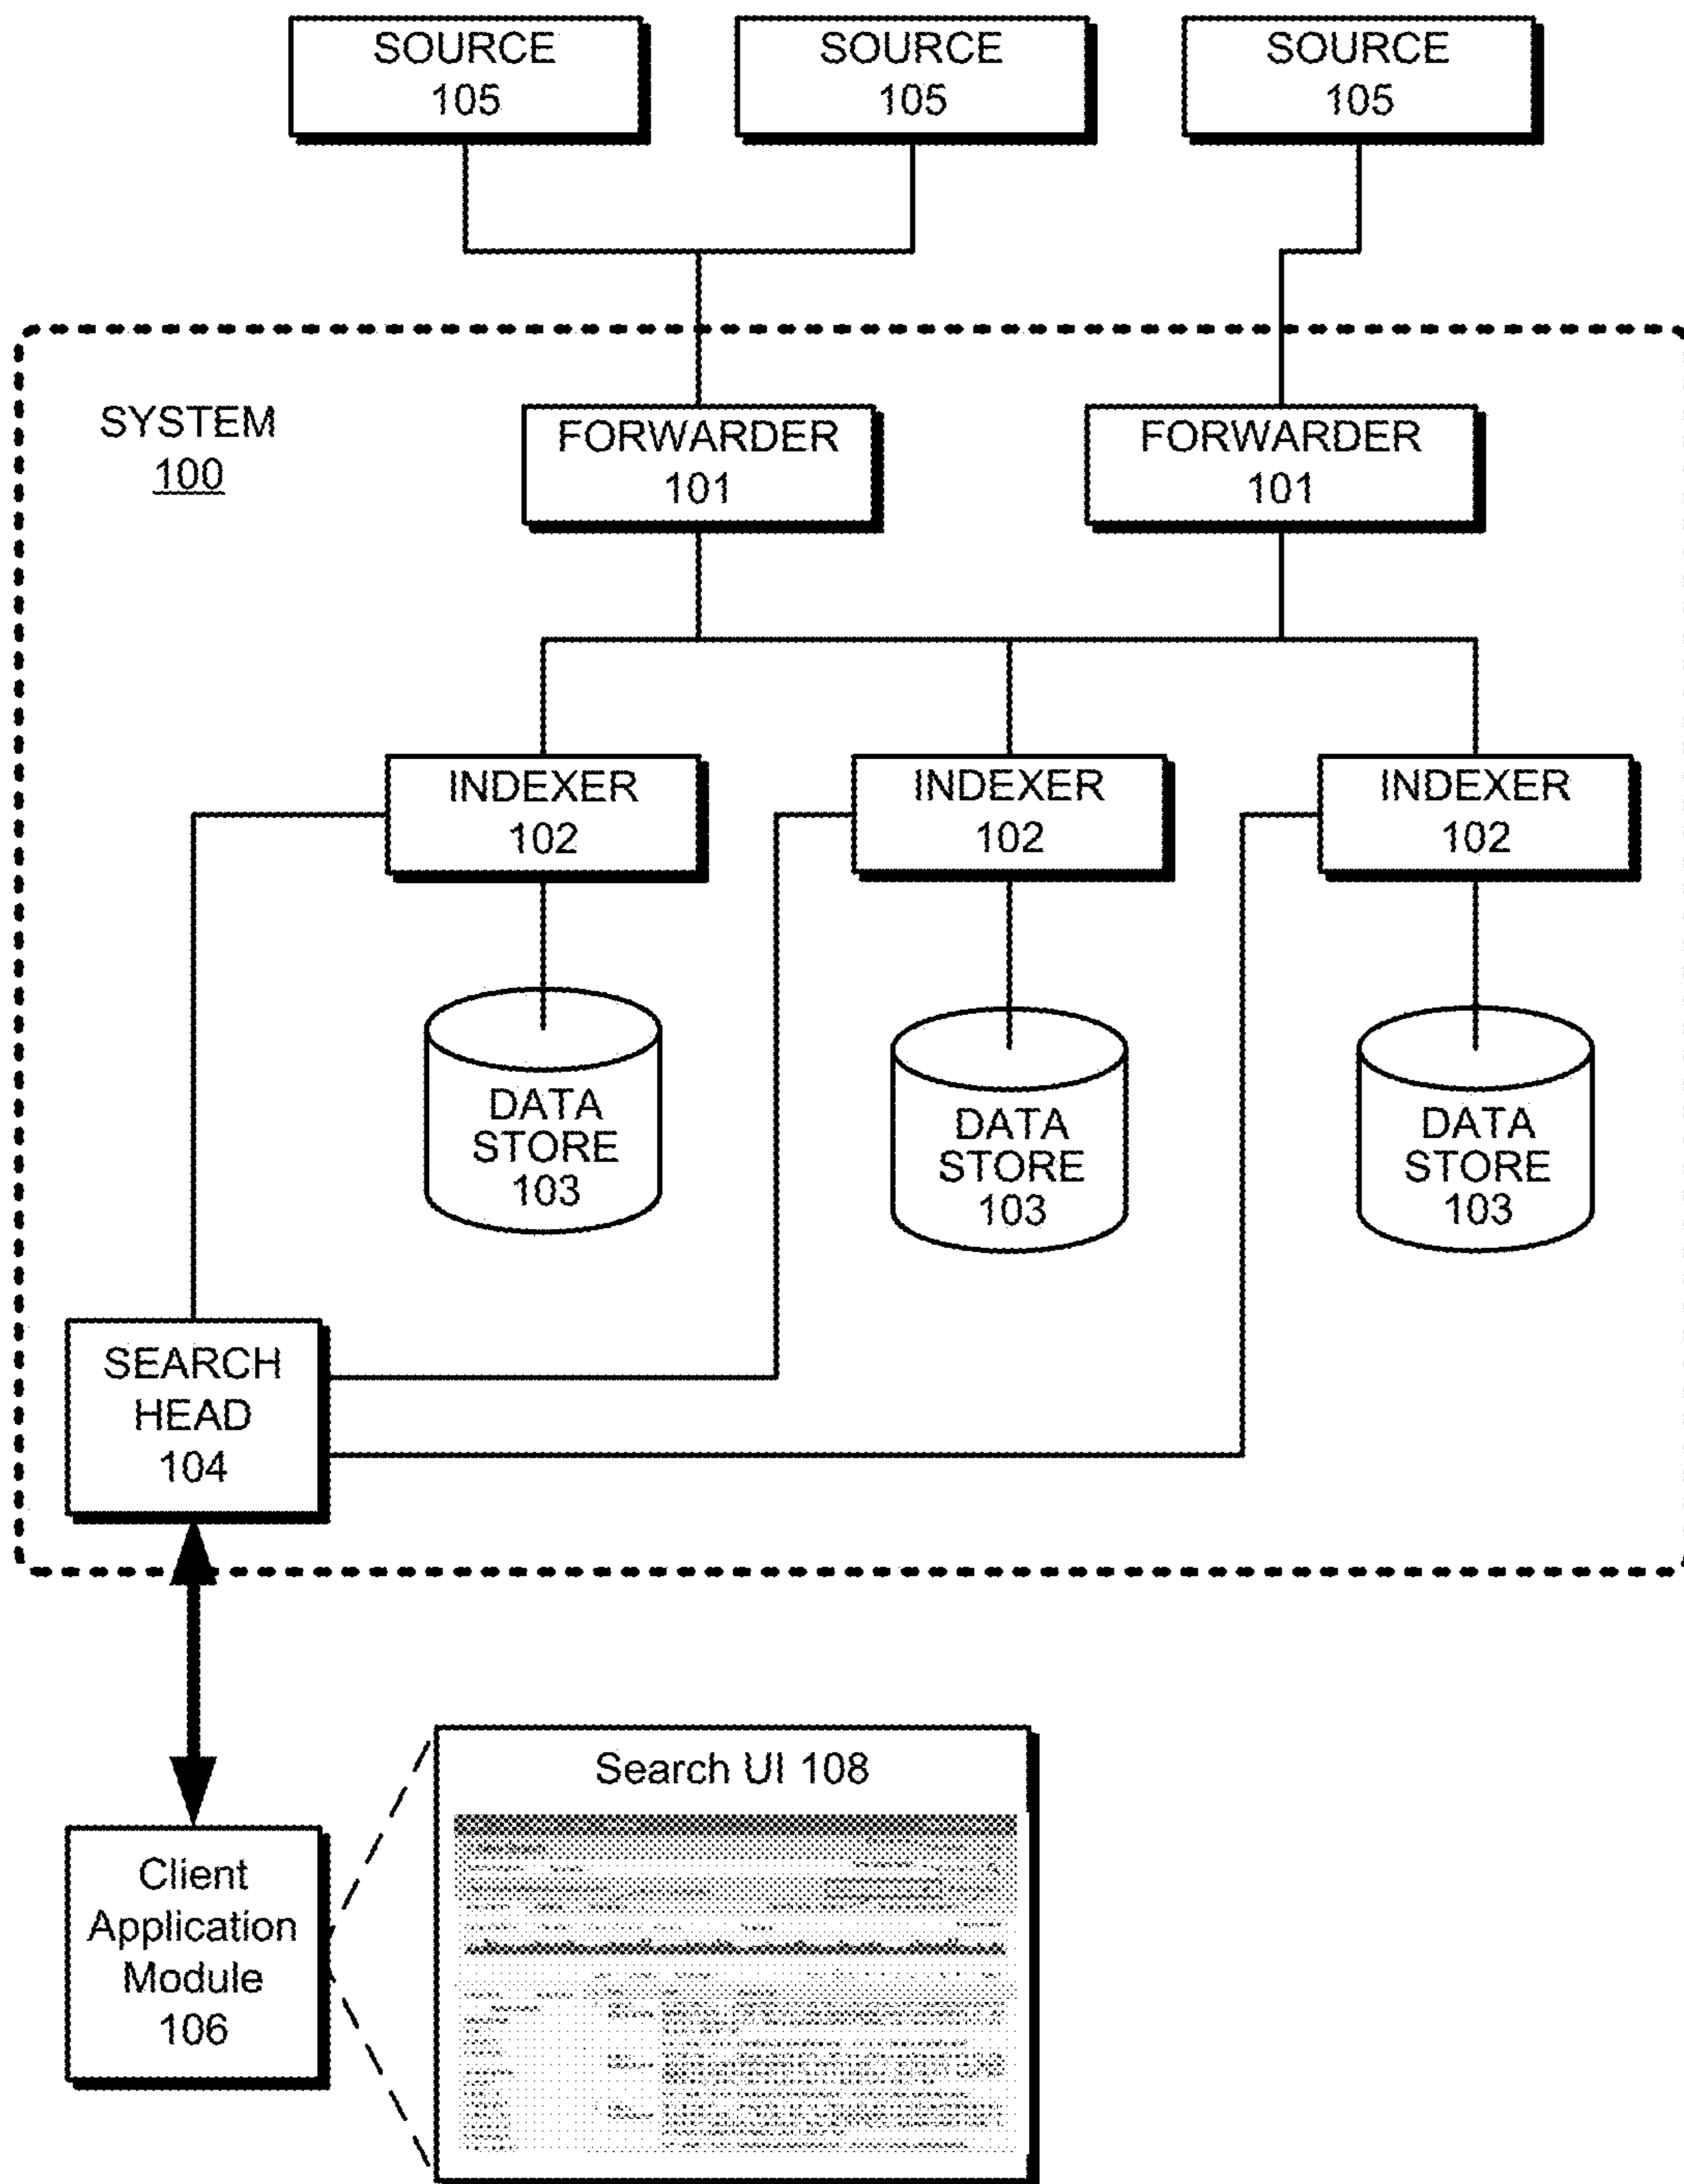 SOURCE
105
SOURCE
105
SOURCE
105
SYSTEM
100
FORWARDER
101
FORWARDER
101
INDEXER
102
INDEXER
102
INDEXER
102
DATA
STORE
103
DATA
STORE
103
DATA
STORE
103
SEARCH
HEAD
104
Search UI 108
Client
Application
Module
106